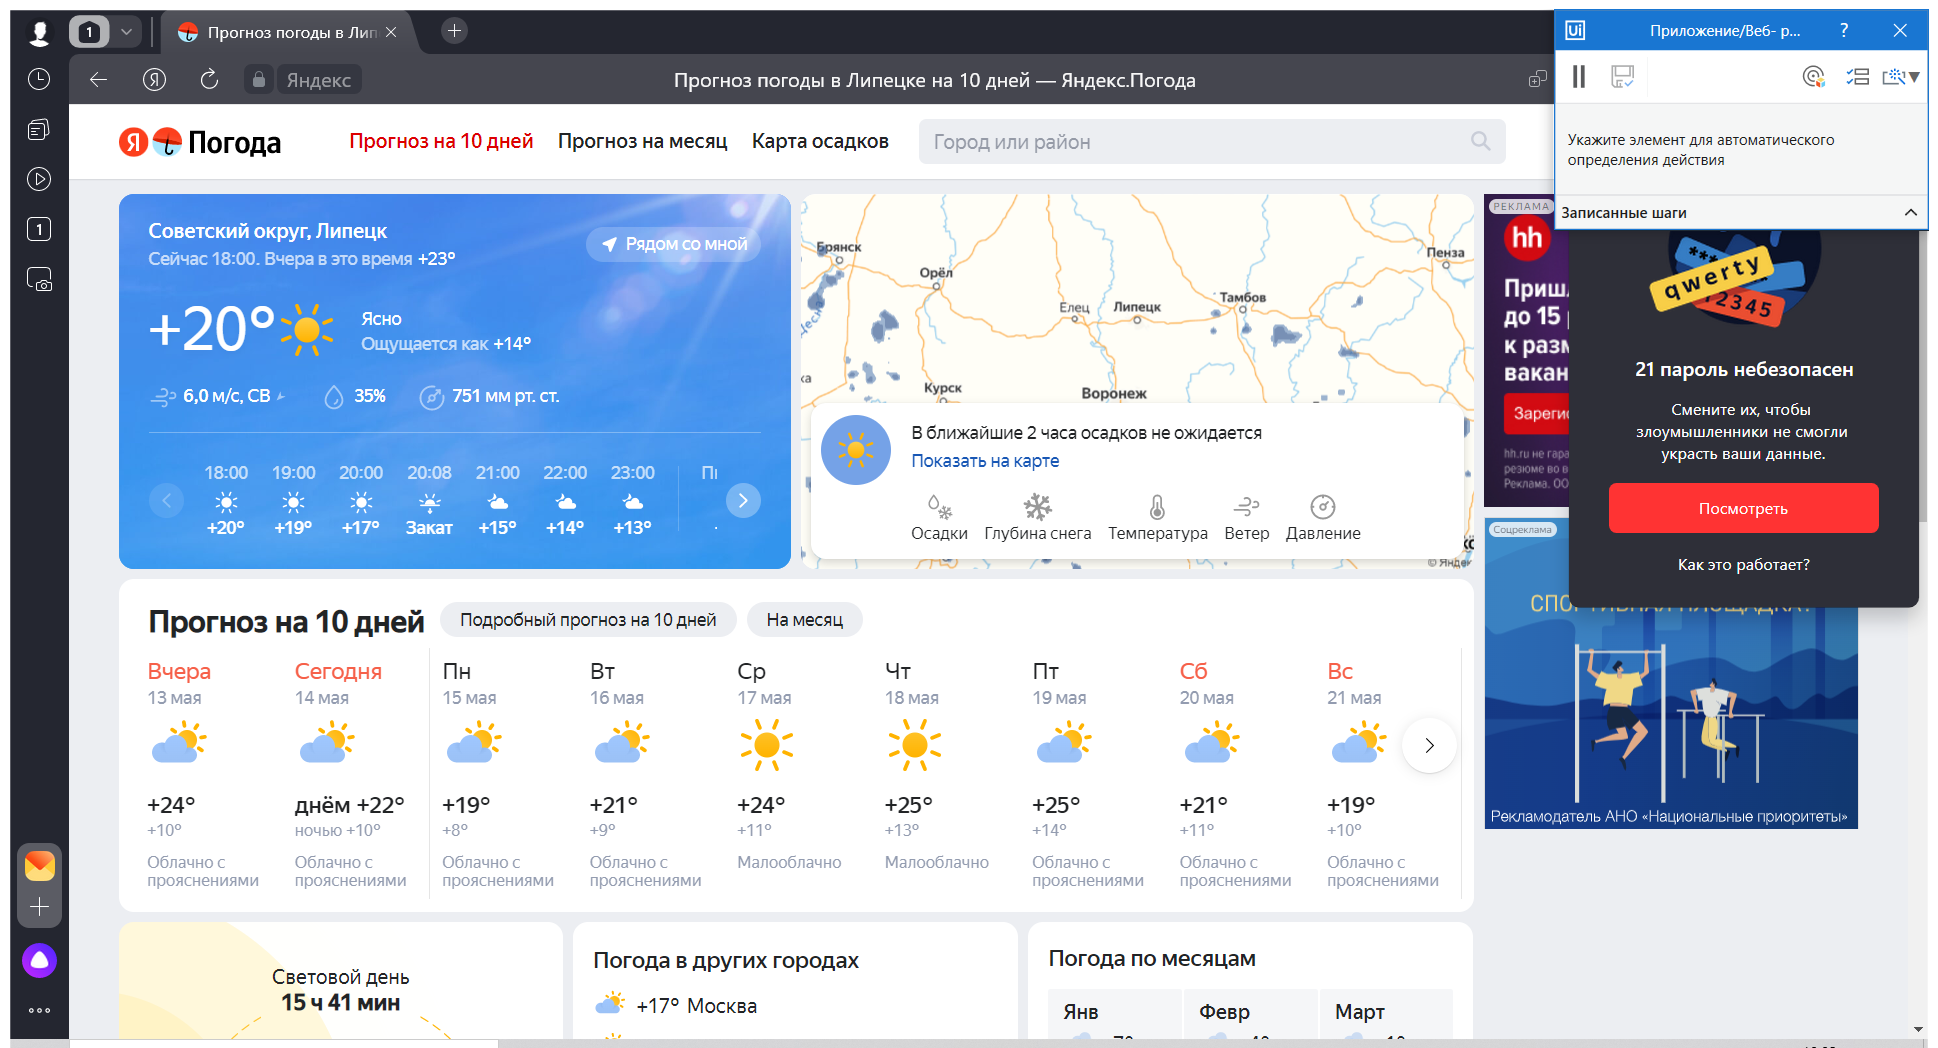 1
Прогноз погоды в Лип
Приложение/Веб- р...
?
Я
Яндекс
Прогноз погоды в Липецке на 10 дней — Яндекс.Погода
Укажите элемент для автоматического
определения действия
Записанные шаги
1
Я Погода
Прогноз на 10 дней
Прогноз на месяц
Карта осадков
Город или район
Советский округ, Липецк
Рядом со мной
Сейчас 18:00. Вчера в это время +23°
+20°
Ясно
Ощущается как +14°
6,0 м/с, СВ
35%
751 мм рт. ст.
18:00 19:00 20:00 20:08 21:00 22:00 23:00
+20° +19° +17° Закат +15° +14° +13°
Брянск
Орёл
Елец
Липецк
Тамбов
Пенза
Курск
Воронеж
В ближайшие 2 часа осадков не ожидается
Показать на карте
Осадки Глубина снега Температура Ветер Давление
© Яндек
РЕКЛАМА
hh
Приш
до 15
к разм
вакан
Зареги
hh.ru не гара
резюме во в
Реклама. ОО
***
qwerty
12345
21 пароль небезопасен
Смените их, чтобы
злоумышленники не смогли
украсть ваши данные.
Посмотреть
Как это работает?
Соцреклама
СПОРТИВНАЯ ПЛОЩАДКА?
Рекламодатель АНО «Национальные приоритеты»
Прогноз на 10 дней
Подробный прогноз на 10 дней
На месяц
Вчера Сегодня Пн Вт Ср Чт Пт Сб Вс
13 мая 14 мая 15 мая 16 мая 17 мая 18 мая 19 мая 20 мая 21 мая
+24° днём +22° +19° +21° +24° +25° +25° +21° +19°
+10° ночью +10° +8° +9° +11° +13° +14° +11° +10°
Облачно с Облачно с Облачно с Облачно с Малооблачно Малооблачно Облачно с Облачно с Облачно с
прояснениями прояснениями прояснениями прояснениями прояснениями прояснениями прояснениями
Световой день
15 ч 41 мин
Погода в других городах
+17° Москва
Погода по месяцам
Янв Февр Март